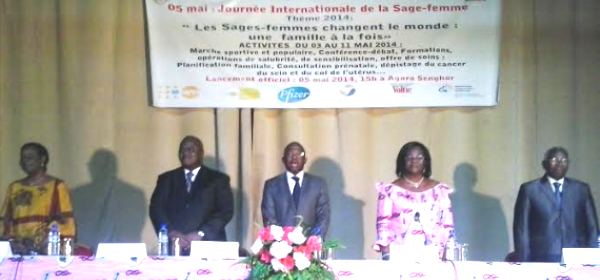 05 mai : Journée Internationale de la Sage-femme
Thème 2014:
“ Les Sages-femmes changent le monde :
une famille à la fois»
ACTIVITES DU 03 AU 11 MAI 2014 :
Marche sportive et populaire, Conférence-débat, Formations,
opérations de salubrité, de sensibilisation, offre de soins :
Planification familiale, Consultation prénatale, dépistage du cancer
du sein et du col de l'utérus...
Lancement officiel : 05 mai 2014, 15h à Agora Senghor
Pfizer
Voltic